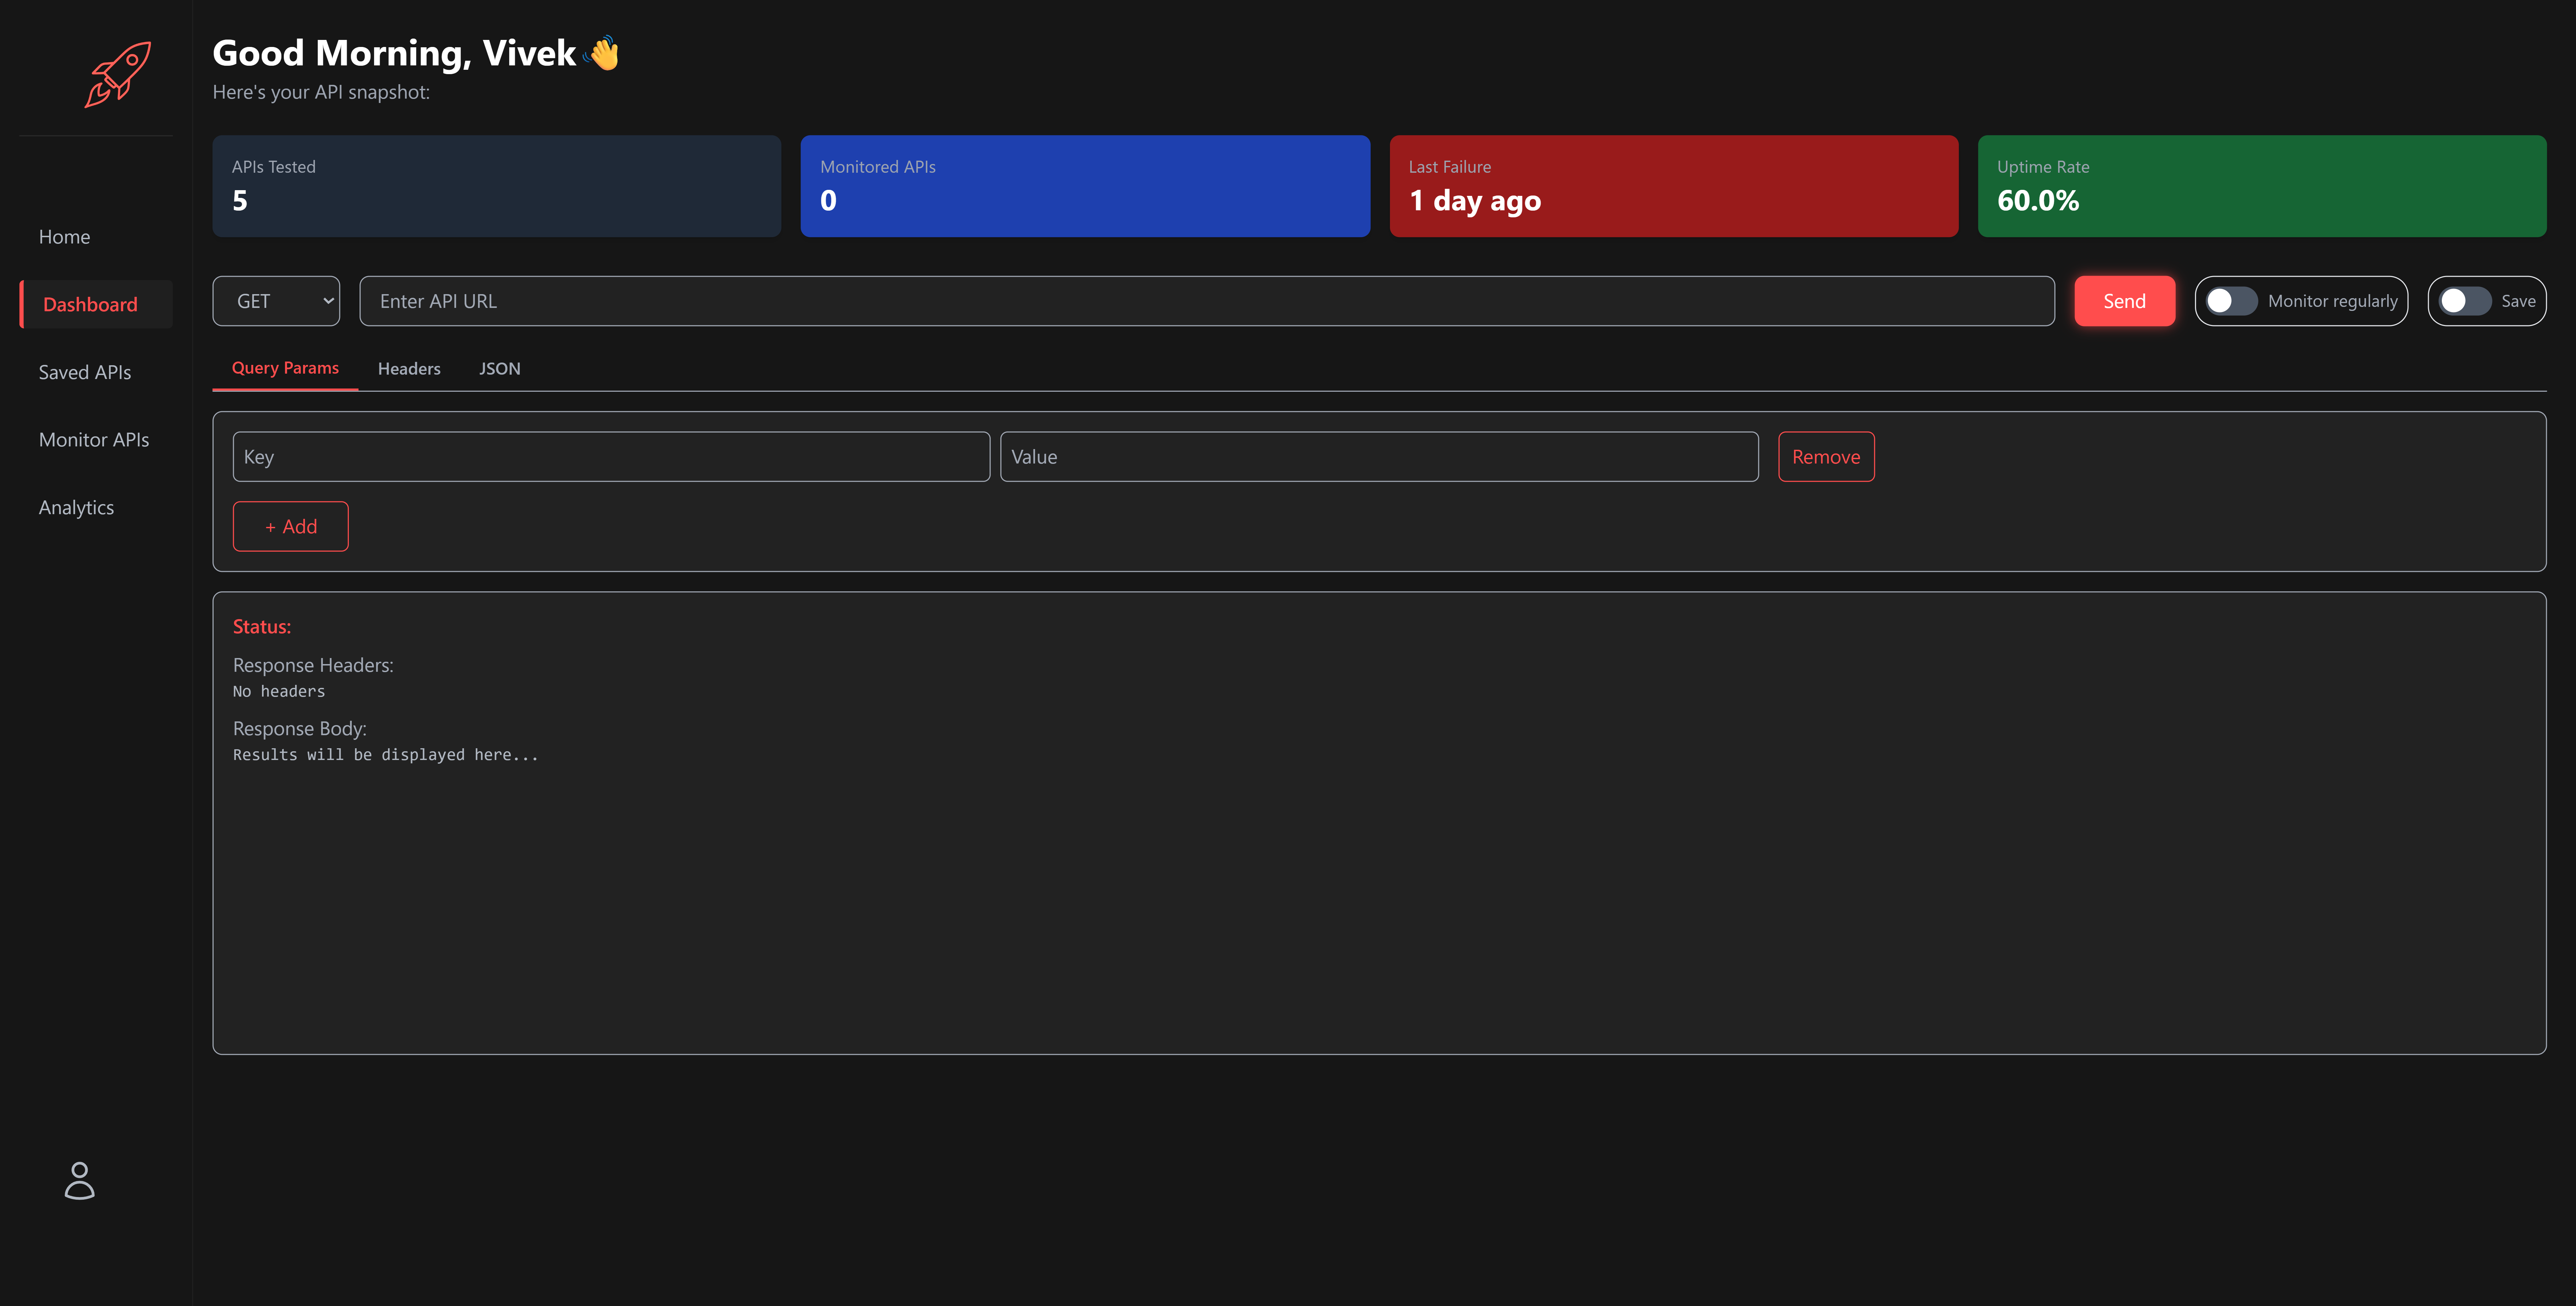 Good Morning, Vivek 👋
Here's your API snapshot:
APIs Tested
5
Monitored APIs
0
Last Failure
1 day ago
Uptime Rate
60.0%
Home
Dashboard
Saved APIs
Monitor APIs
Analytics
GET
Enter API URL
Send
Monitor regularly
Save
Query Params
Headers
JSON
Key
Value
Remove
+ Add
Status:
Response Headers:
No headers
Response Body:
Results will be displayed here...